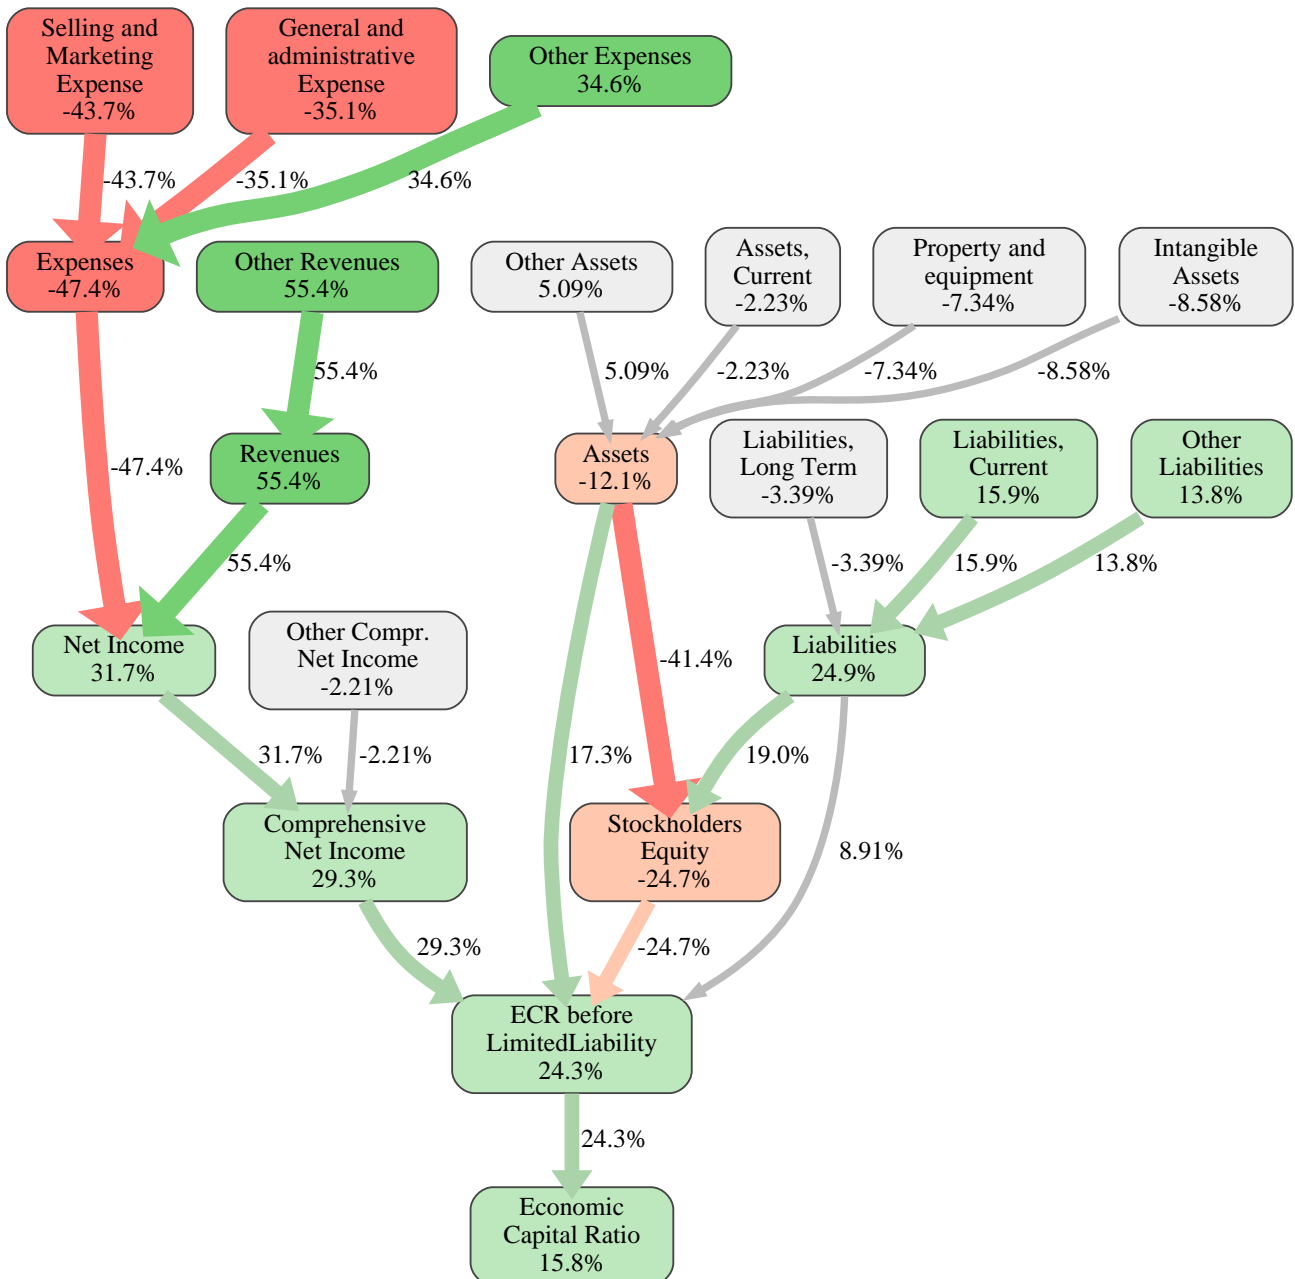 Selling and
Marketing
Expense
-43.7%
General and
administrative
Expense
-35.1%
Other Expenses
34.6%
-43.7%
-35.1%
34.6%
Expenses
-47.4%
Other Revenues
55.4%
Other Assets
5.09%
Assets,
Current
-2.23%
Property and
equipment
-7.34%
Intangible
Assets
-8.58%
55.4%
5.09%
-2.23%
-7.34%
-8.58%
-47.4%
Revenues
55.4%
Assets
-12.1%
Liabilities,
Long Term
-3.39%
Liabilities,
Current
15.9%
Other
Liabilities
13.8%
55.4%
-3.39%
15.9%
13.8%
Net Income
31.7%
Other Compr.
Net Income
-2.21%
-41.4%
Liabilities
24.9%
31.7%
-2.21%
17.3%
19.0%
Comprehensive
Net Income
29.3%
Stockholders
Equity
-24.7%
8.91%
29.3%
-24.7%
ECR before
LimitedLiability
24.3%
24.3%
Economic
Capital Ratio
15.8%